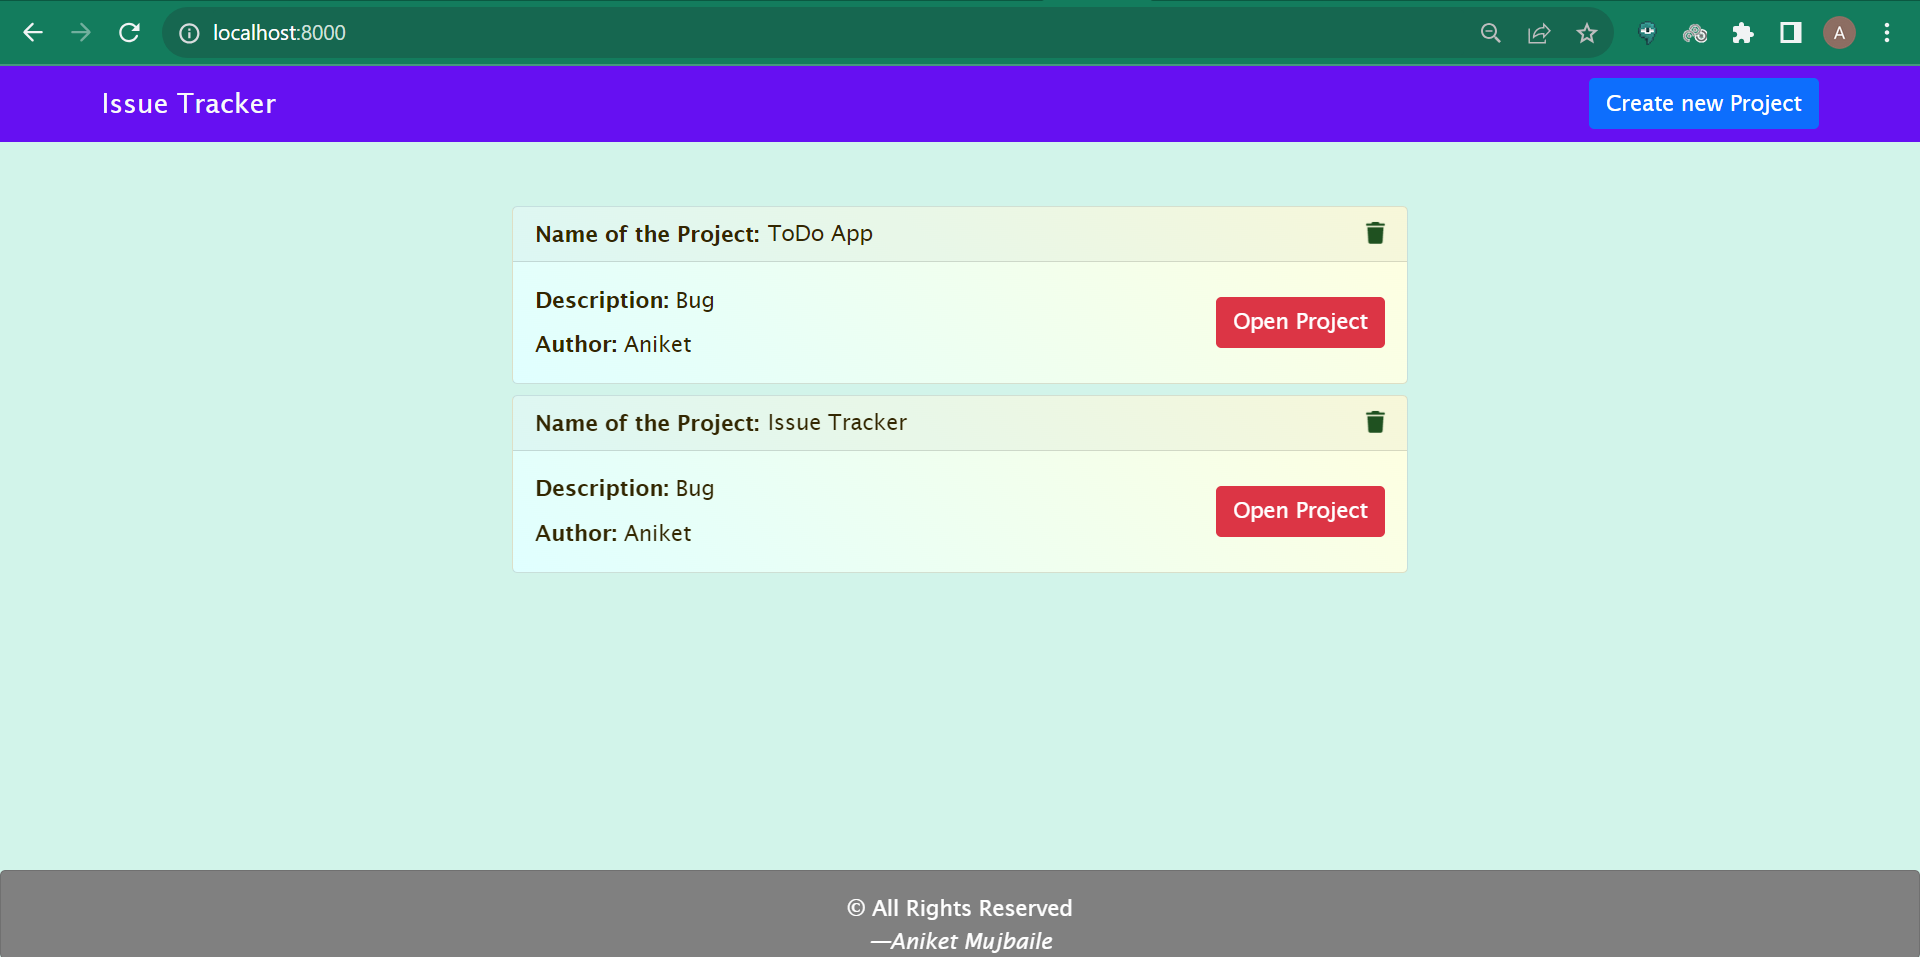 localhost:8000
A
Issue Tracker
Create new Project
Name of the Project: ToDo App
Description: Bug
Open Project
Author: Aniket
Name of the Project: Issue Tracker
Description: Bug
Open Project
Author: Aniket
© All Rights Reserved
—Aniket Mujbaile